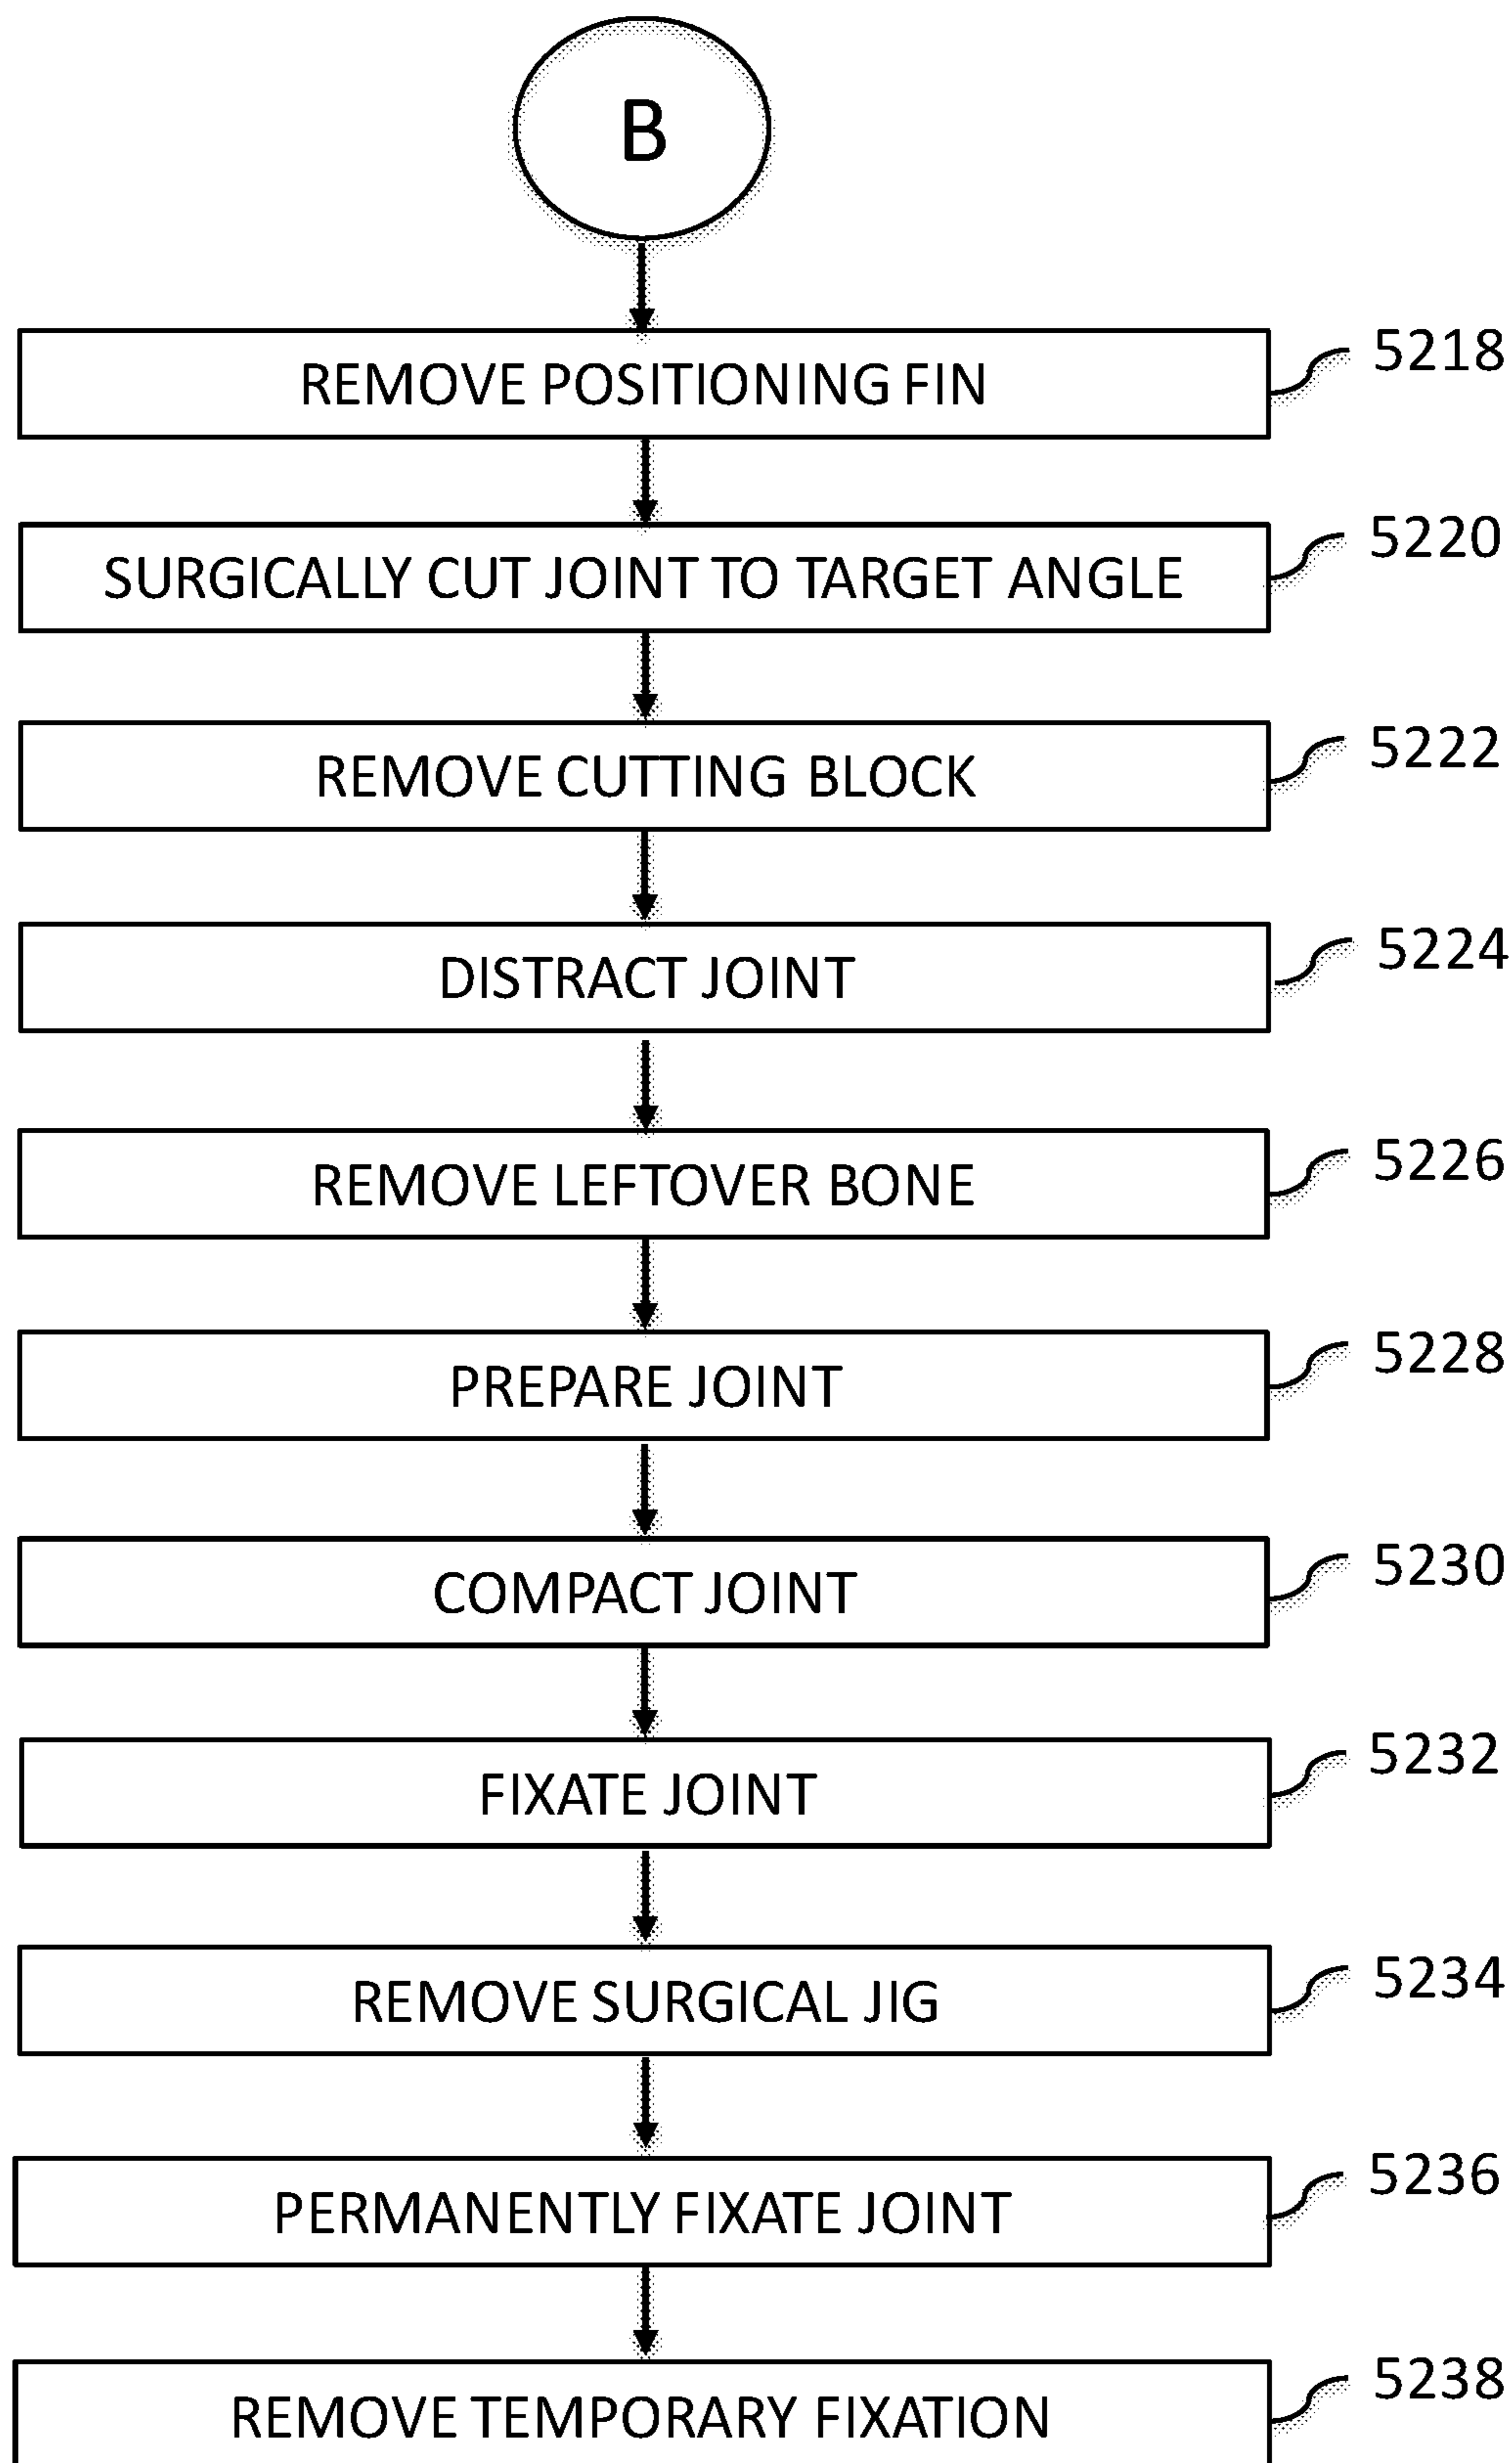 B
REMOVE POSITIONING FIN
5218
SURGICALLY CUT JOINT TO TARGET ANGLE
5220
REMOVE CUTTING BLOCK
5222
DISTRACT JOINT
5224
REMOVE LEFTOVER BONE
5226
PREPARE JOINT
5228
COMPACT JOINT
5230
FIXATE JOINT
5232
REMOVE SURGICAL JIG
5234
PERMANENTLY FIXATE JOINT
5236
REMOVE TEMPORARY FIXATION
5238